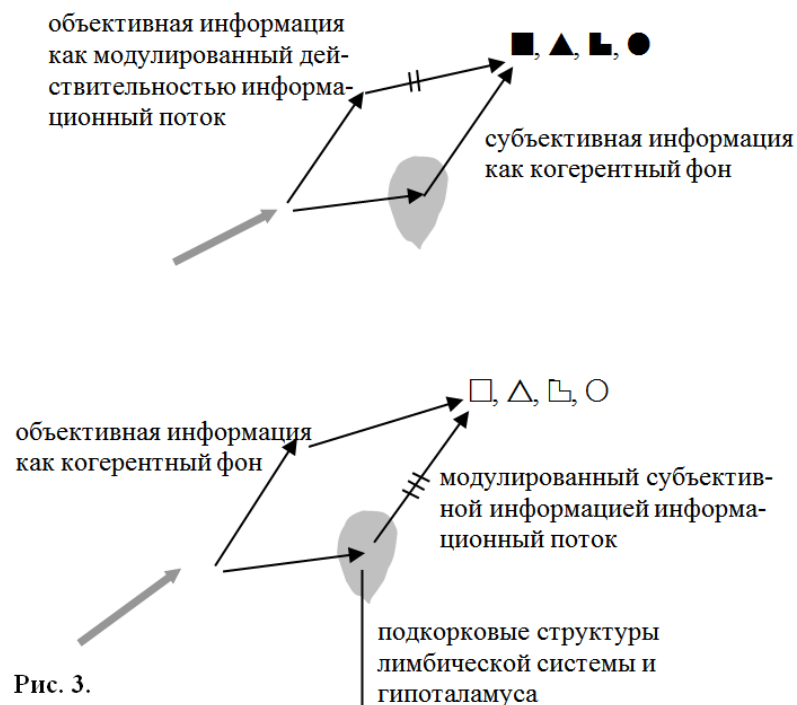 объективная информация
как модулированный дей-
ствительностью информа-
ционный поток
субъективная информация
как когерентный фон
объективная информация
как когерентный фон
модулированный субъектив-
ной информацией информа-
ционный поток
подкорковые структуры
лимбической системы и
гипоталамуса
Рис. 3.